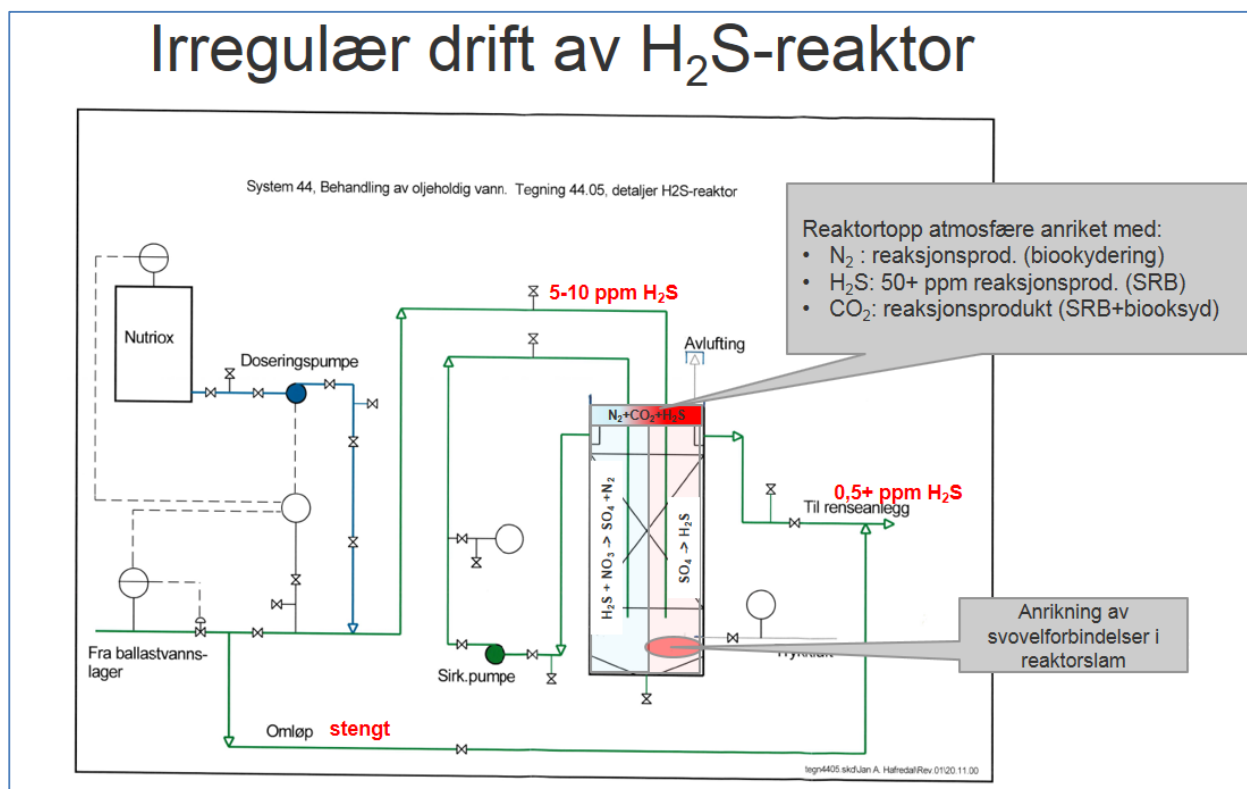 Irregulær drift av H₂S-reaktor
System 44, Behandling av oljeholdig vann. Tegning 44.05, detaljer H2S-reaktor
Reaktortopp atmosfære anriket med:
• N₂ : reaksjonsprod. (biookydering)
• H₂S: 50+ ppm reaksjonsprod. (SRB)
• CO₂: reaksjonsprodukt (SRB+biooksyd)
5-10 ppm H₂S
Nutriox
Doseringspumpe
Avlufting
N₂+CO₂+H₂S
H₂S + NO₃ -> SO₄ +N₂
SO₄ -> H₂S
0,5+ ppm H₂S
Til renseanlegg
Anrikning av
svovelforbindelser i
reaktorslam
Fra ballastvanns-
lager
Sirk.pumpe
Omløp
stengt
tegn4405.skd\Jan A. Hafredal\Rev.01\20.11.00